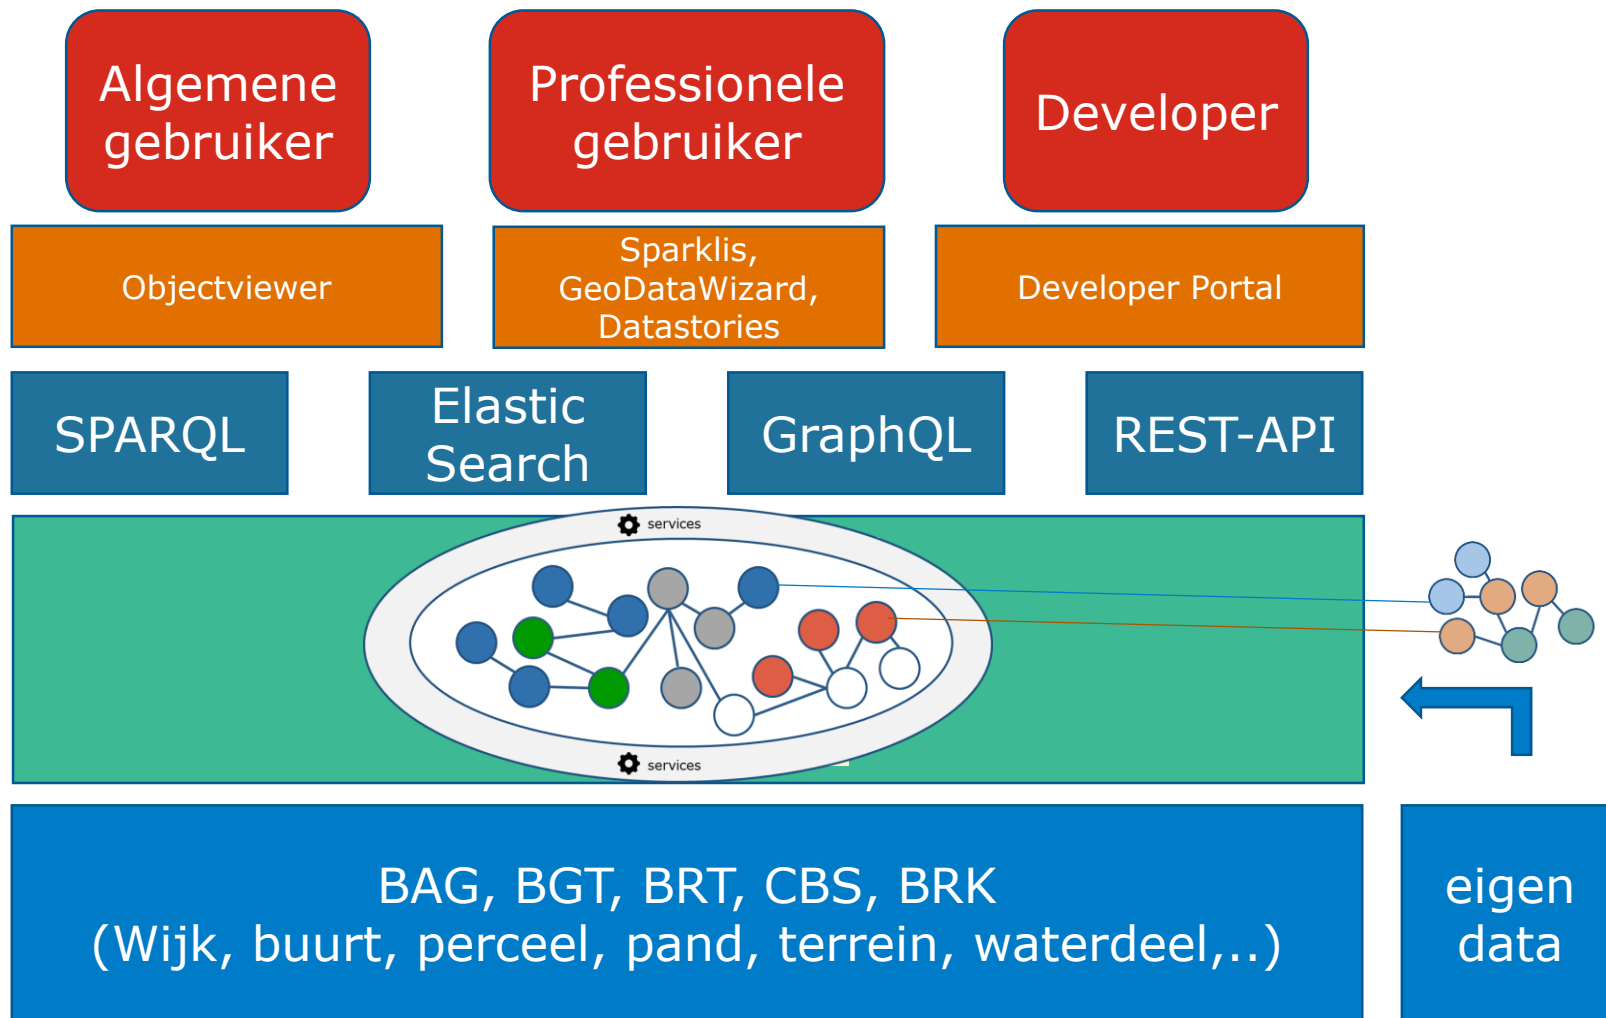 Algemene
gebruiker
Professionele
gebruiker
Developer
Objectviewer
Sparklis,
GeoDataWizard,
Datastories
Developer Portal
SPARQL
Elastic
Search
GraphQL
REST-API
services
services
BAG, BGT, BRT, CBS, BRK
(Wijk, buurt, perceel, pand, terrein, waterdeel,..)
eigen
data